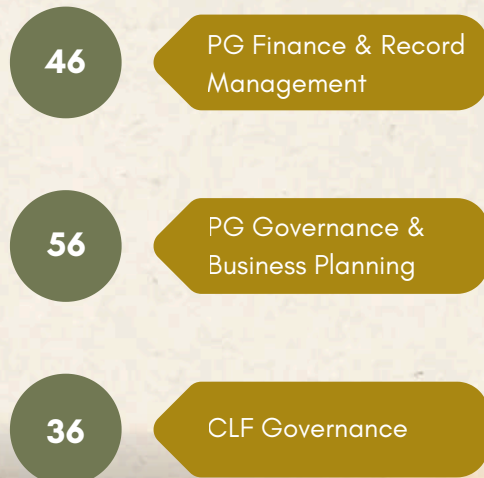 46
PG Finance & Record
Management
56
PG Governance &
Business Planning
36
CLF Governance